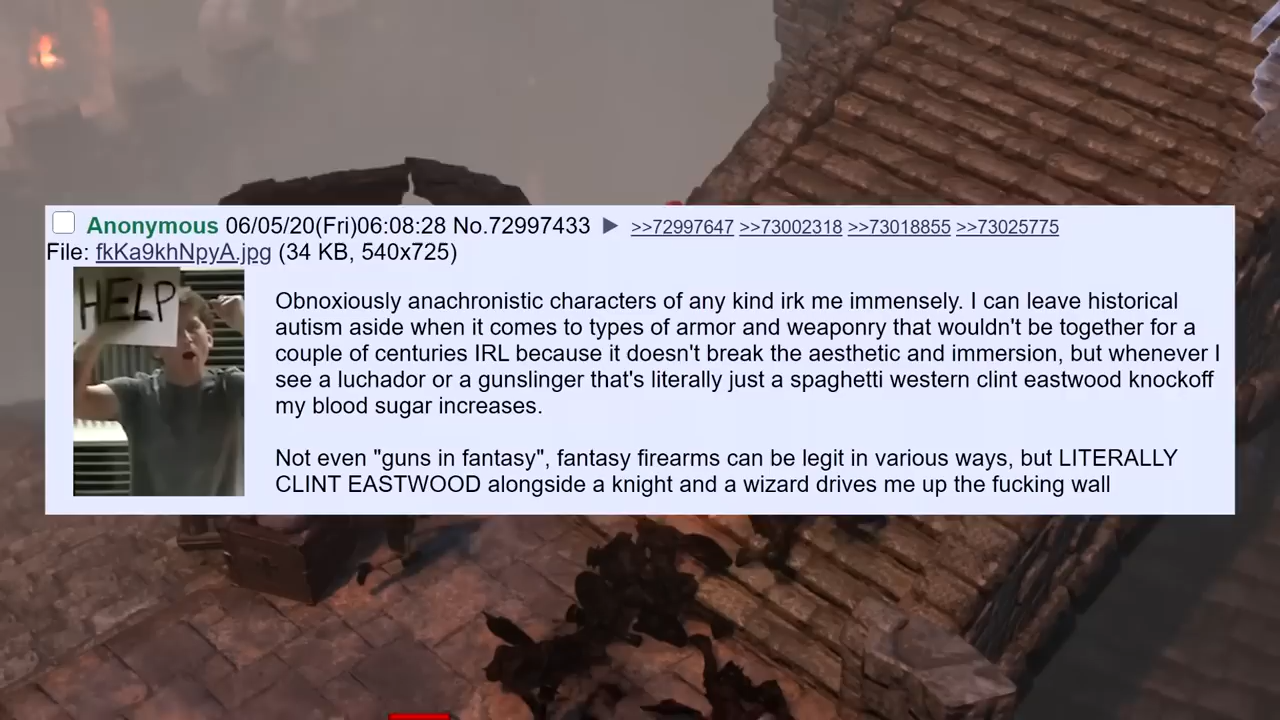 Anonymous 06/05/20(Fri)06:08:28 No.72997433 ▶ >>72997647 >>73002318 >>73018855 >>73025775
File: fkKa9khNpyA.jpg (34 KB, 540x725)
HELP
Obnoxiously anachronistic characters of any kind irk me immensely. I can leave historical
autism aside when it comes to types of armor and weaponry that wouldn't be together for a
couple of centuries IRL because it doesn't break the aesthetic and immersion, but whenever I
see a luchador or a gunslinger that's literally just a spaghetti western clint eastwood knockoff
my blood sugar increases.
Not even "guns in fantasy", fantasy firearms can be legit in various ways, but LITERALLY
CLINT EASTWOOD alongside a knight and a wizard drives me up the fucking wall